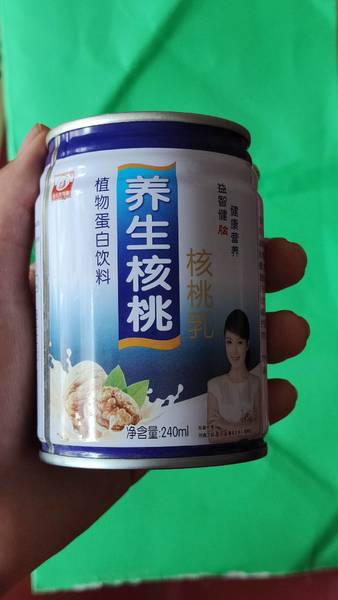 植物蛋白饮料
养生核桃
益智健脑
健康营养
核桃乳
净含量:240ml